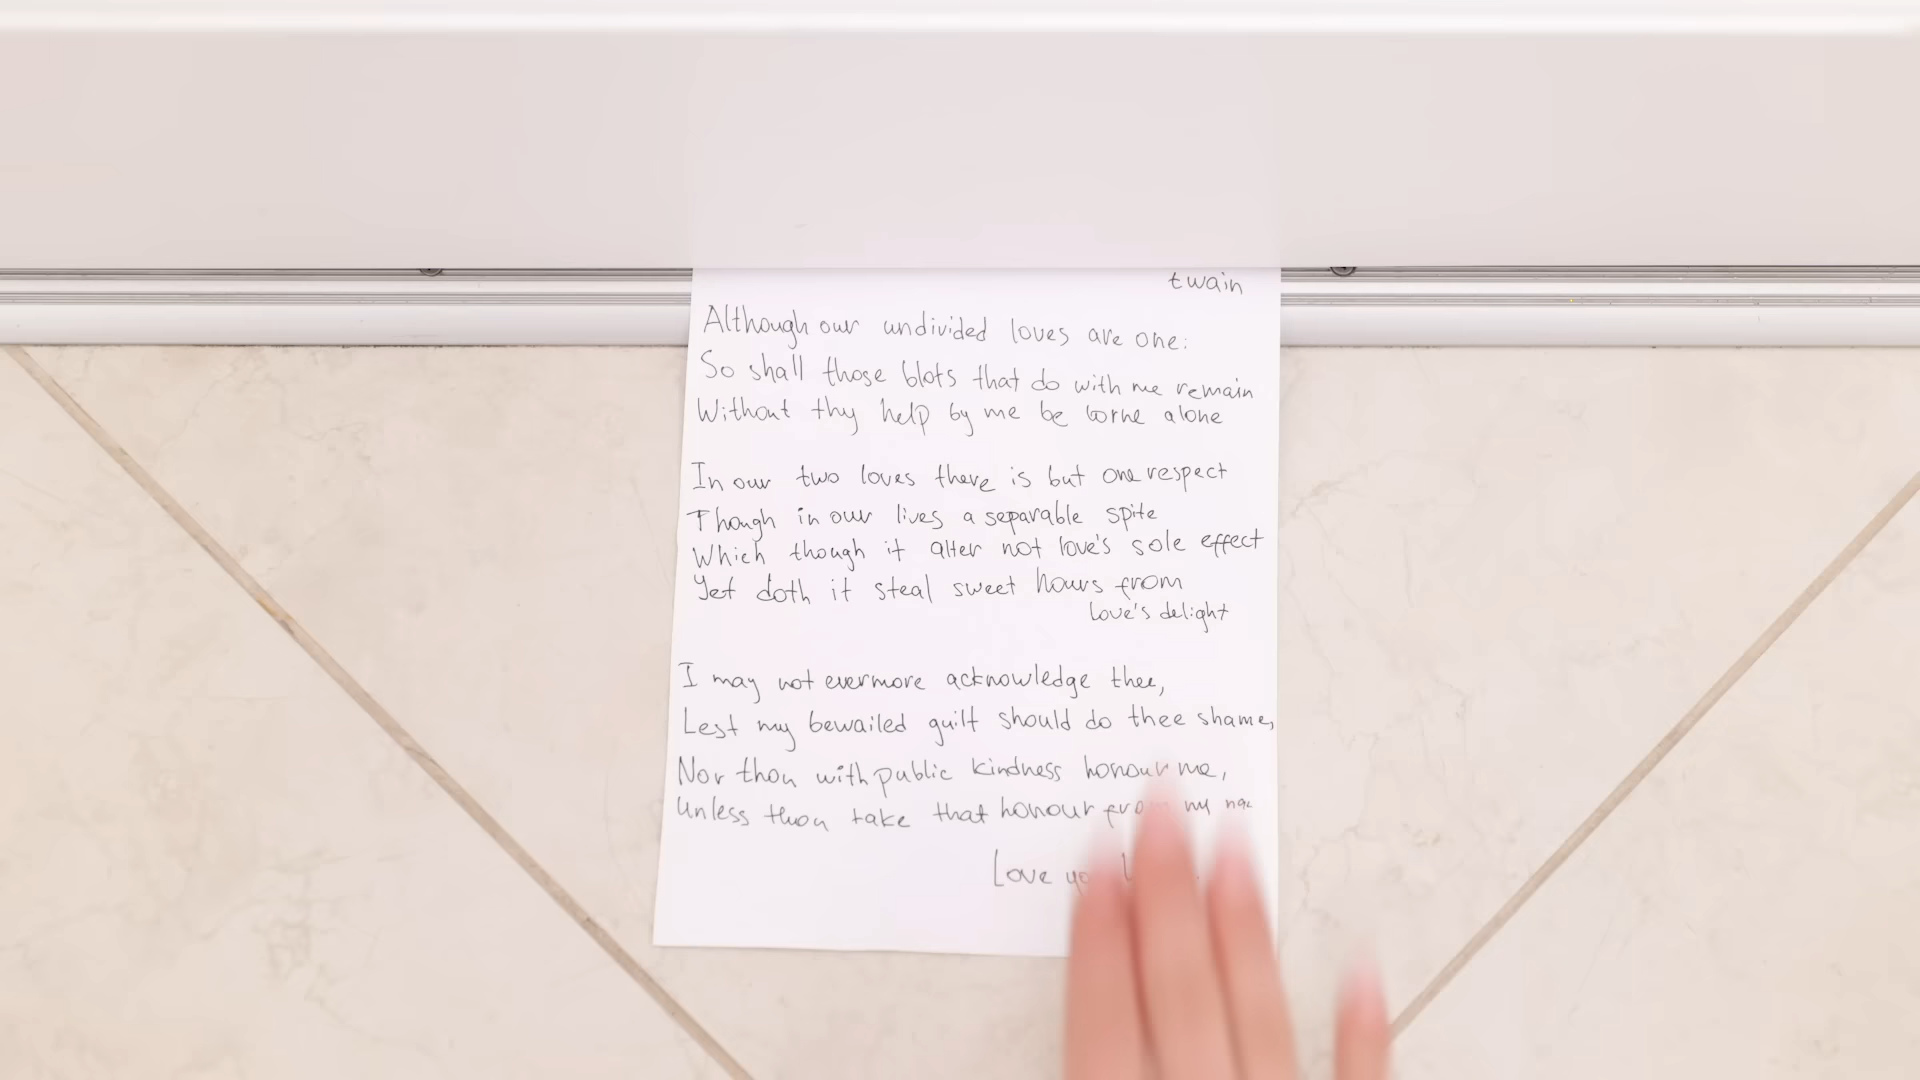 twain
Although our undivided loves are one:
So shall those blots that do with me remain
Without thy help by me be borne alone
In our two loves there is but one respect
Though in our lives a separable spite
Which though it alter not love's sole effect
Yet doth it steal sweet hours from
love's delight
I may not evermore acknowledge thee,
Lest my bewailed guilt should do thee shame,
Nor thou with public kindness honour me,
Unless thou take that honour my
Love